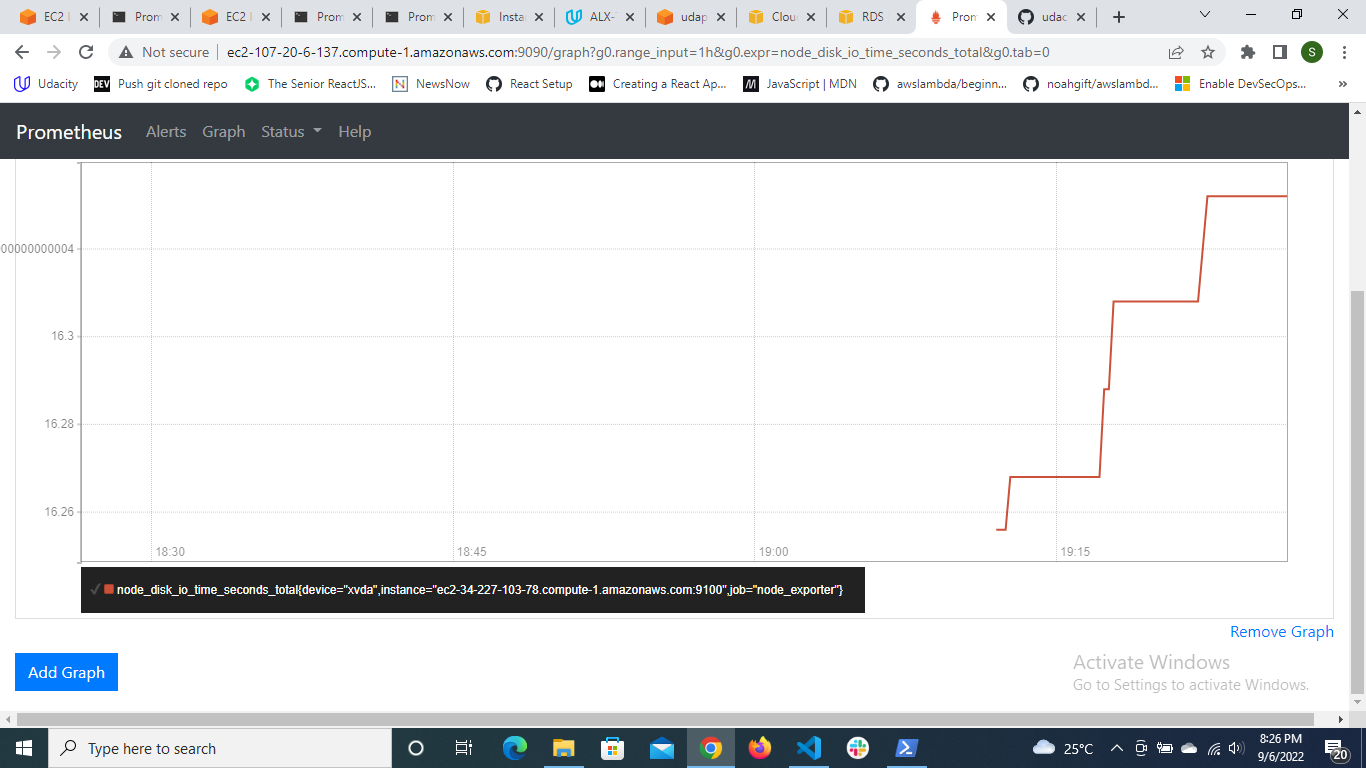 EC2 I
Prom
EC2 I
Prom
Prom
Insta
ALX-T
udap
Clou
RDS
Prom
udac
Not secure
ec2-107-20-6-137.compute-1.amazonaws.com:9090/graph?g0.range_input=1h&g0.expr=node_disk_io_time_seconds_total&g0.tab=0
S
Udacity
DEV Push git cloned repo
The Senior ReactJS...
N NewsNow
React Setup
Creating a React Ap...
M JavaScript | MDN
awslambda/beginn...
noahgift/awslambd...
Enable DevSecOps...
»
Prometheus
Alerts
Graph
Status
Help
00000000004
16.3
16.28
16.26
18:30
18:45
19:00
19:15
node_disk_io_time_seconds_total{device="xvda",instance="ec2-34-227-103-78.compute-1.amazonaws.com:9100",job="node_exporter"}
Remove Graph
Add Graph
Activate Windows
Go to Settings to activate Windows.
Type here to search
25°C
8:26 PM
9/6/2022
20